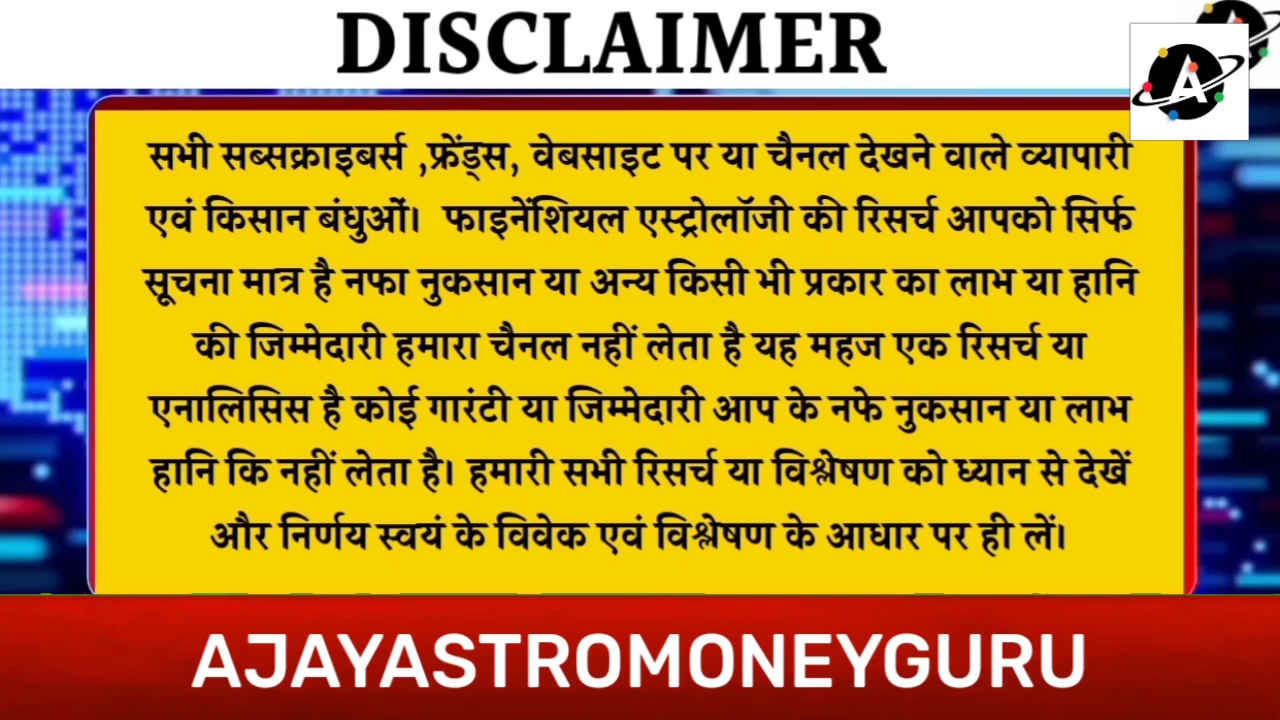 DISCLAIMER
A
सभी सब्सक्राइबर्स ,फ्रेंड्स, वेबसाइट पर या चैनल देखने वाले व्यापारी
एवं किसान बंधुओं। फाइनेंशियल एस्ट्रोलॉजी की रिसर्च आपको सिर्फ
सूचना मात्र है नफा नुकसान या अन्य किसी भी प्रकार का लाभ या हानि
की जिम्मेदारी हमारा चैनल नहीं लेता है यह महज एक रिसर्च या
एनालिसिस है कोई गारंटी या जिम्मेदारी आप के नफे नुकसान या लाभ
हानि कि नहीं लेता है। हमारी सभी रिसर्च या विश्लेषण को ध्यान से देखें
और निर्णय स्वयं के विवेक एवं विश्लेषण के आधार पर ही लें।
AJAYASTROMONEYGURU